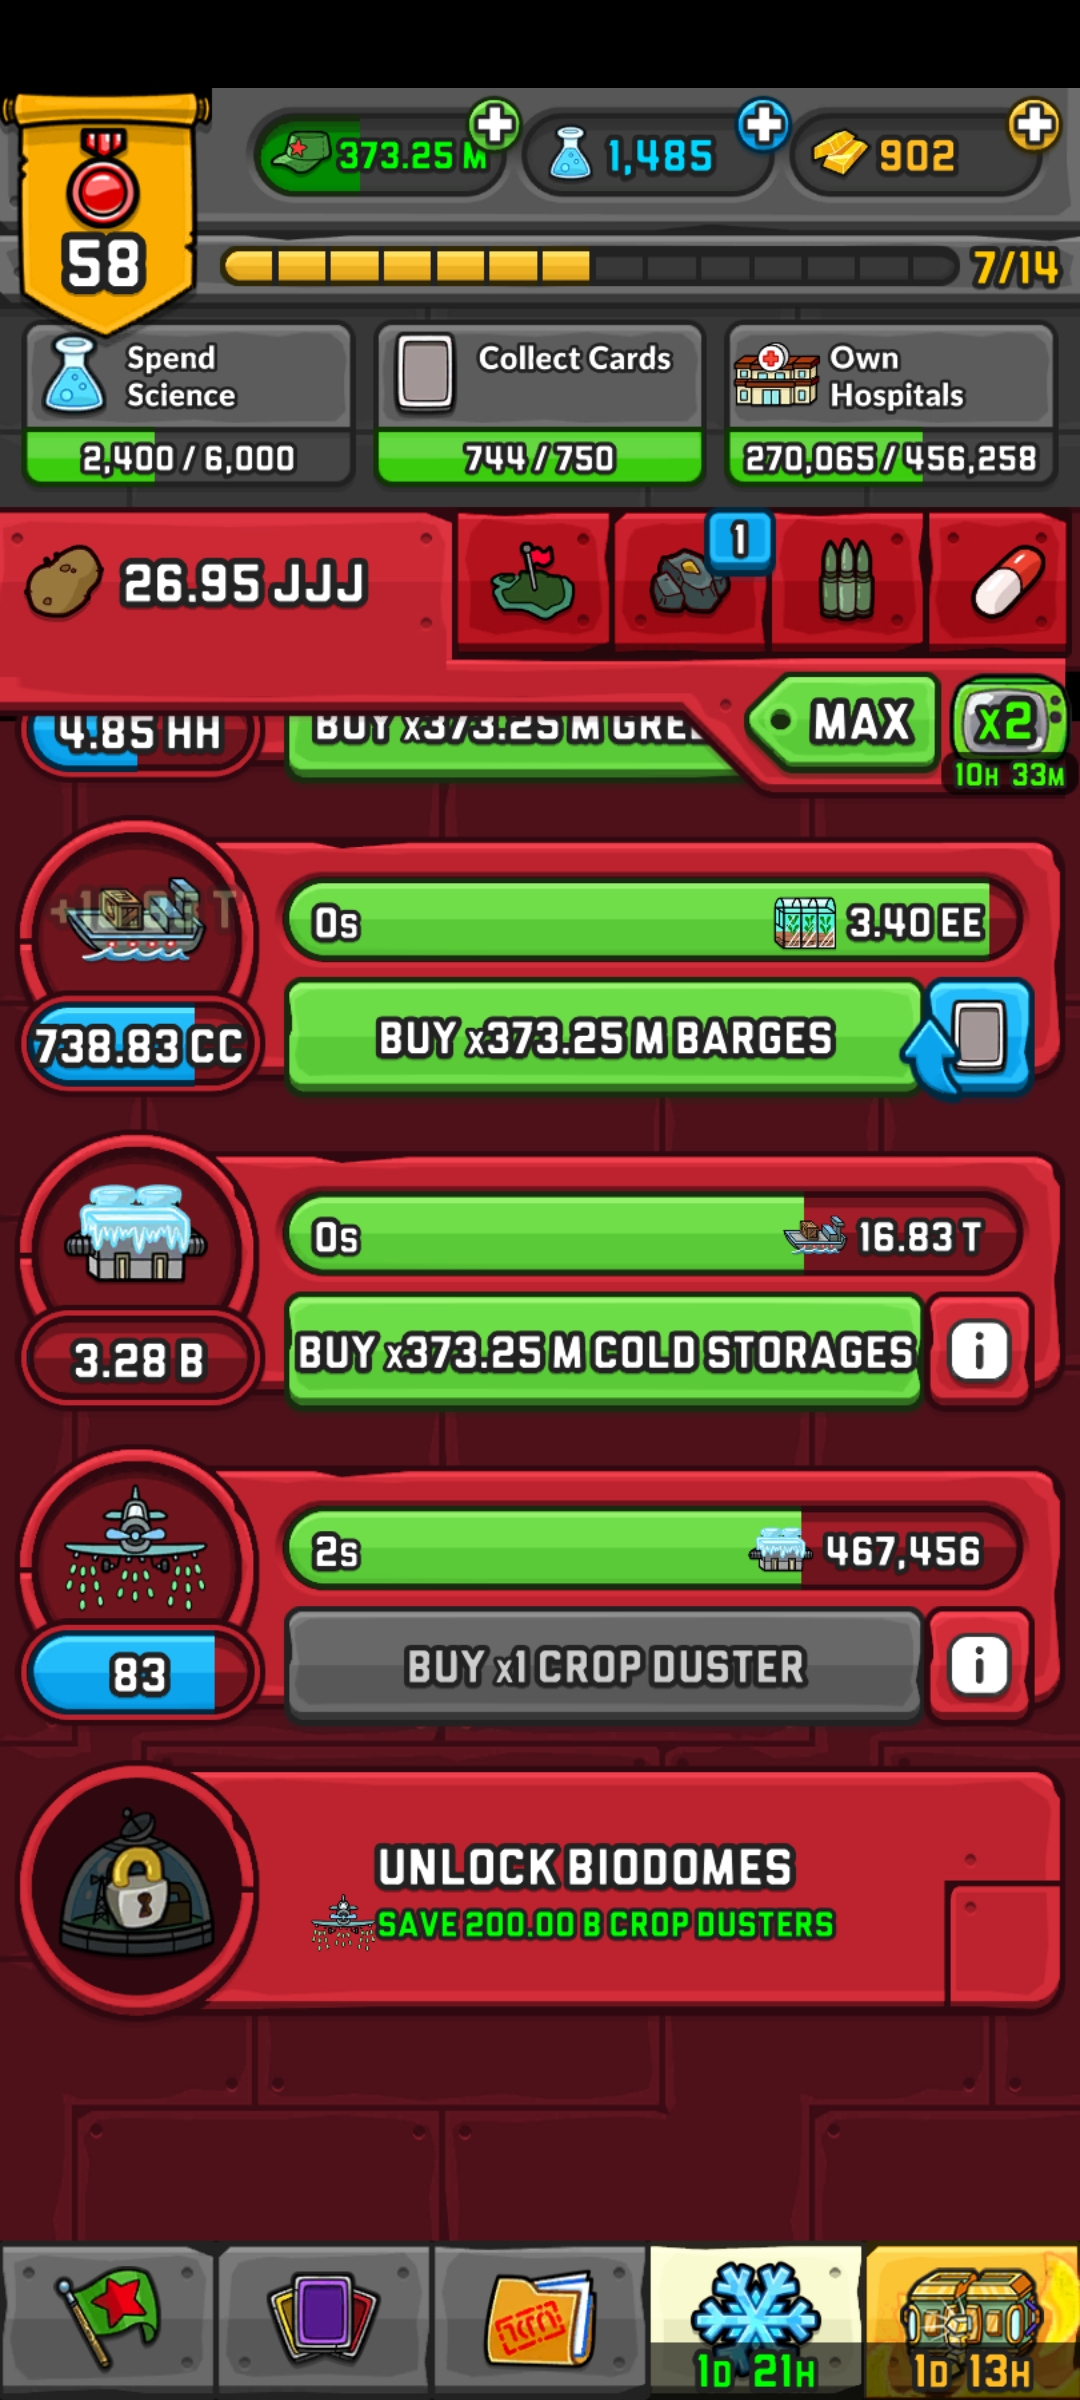 373.25 M
1,485
902
58
7/14
Spend
Science
2,400 / 6,000
Collect Cards
744 / 750
Own
Hospitals
270,065 / 456,258
26.95 JJJ
1
MAX
x2
10H 33M
4.85 HH
BUY x373.25 M
0s
3.40 EE
738.83 CC
BUY x373.25 M BARGES
0s
16.83 T
3.28 B
BUY x373.25 M COLD STORAGES
i
2s
467,456
83
BUY x1 CROP DUSTER
i
UNLOCK BIODOMES
SAVE 200.00 B CROP DUSTERS
1D 21H
1D 13H